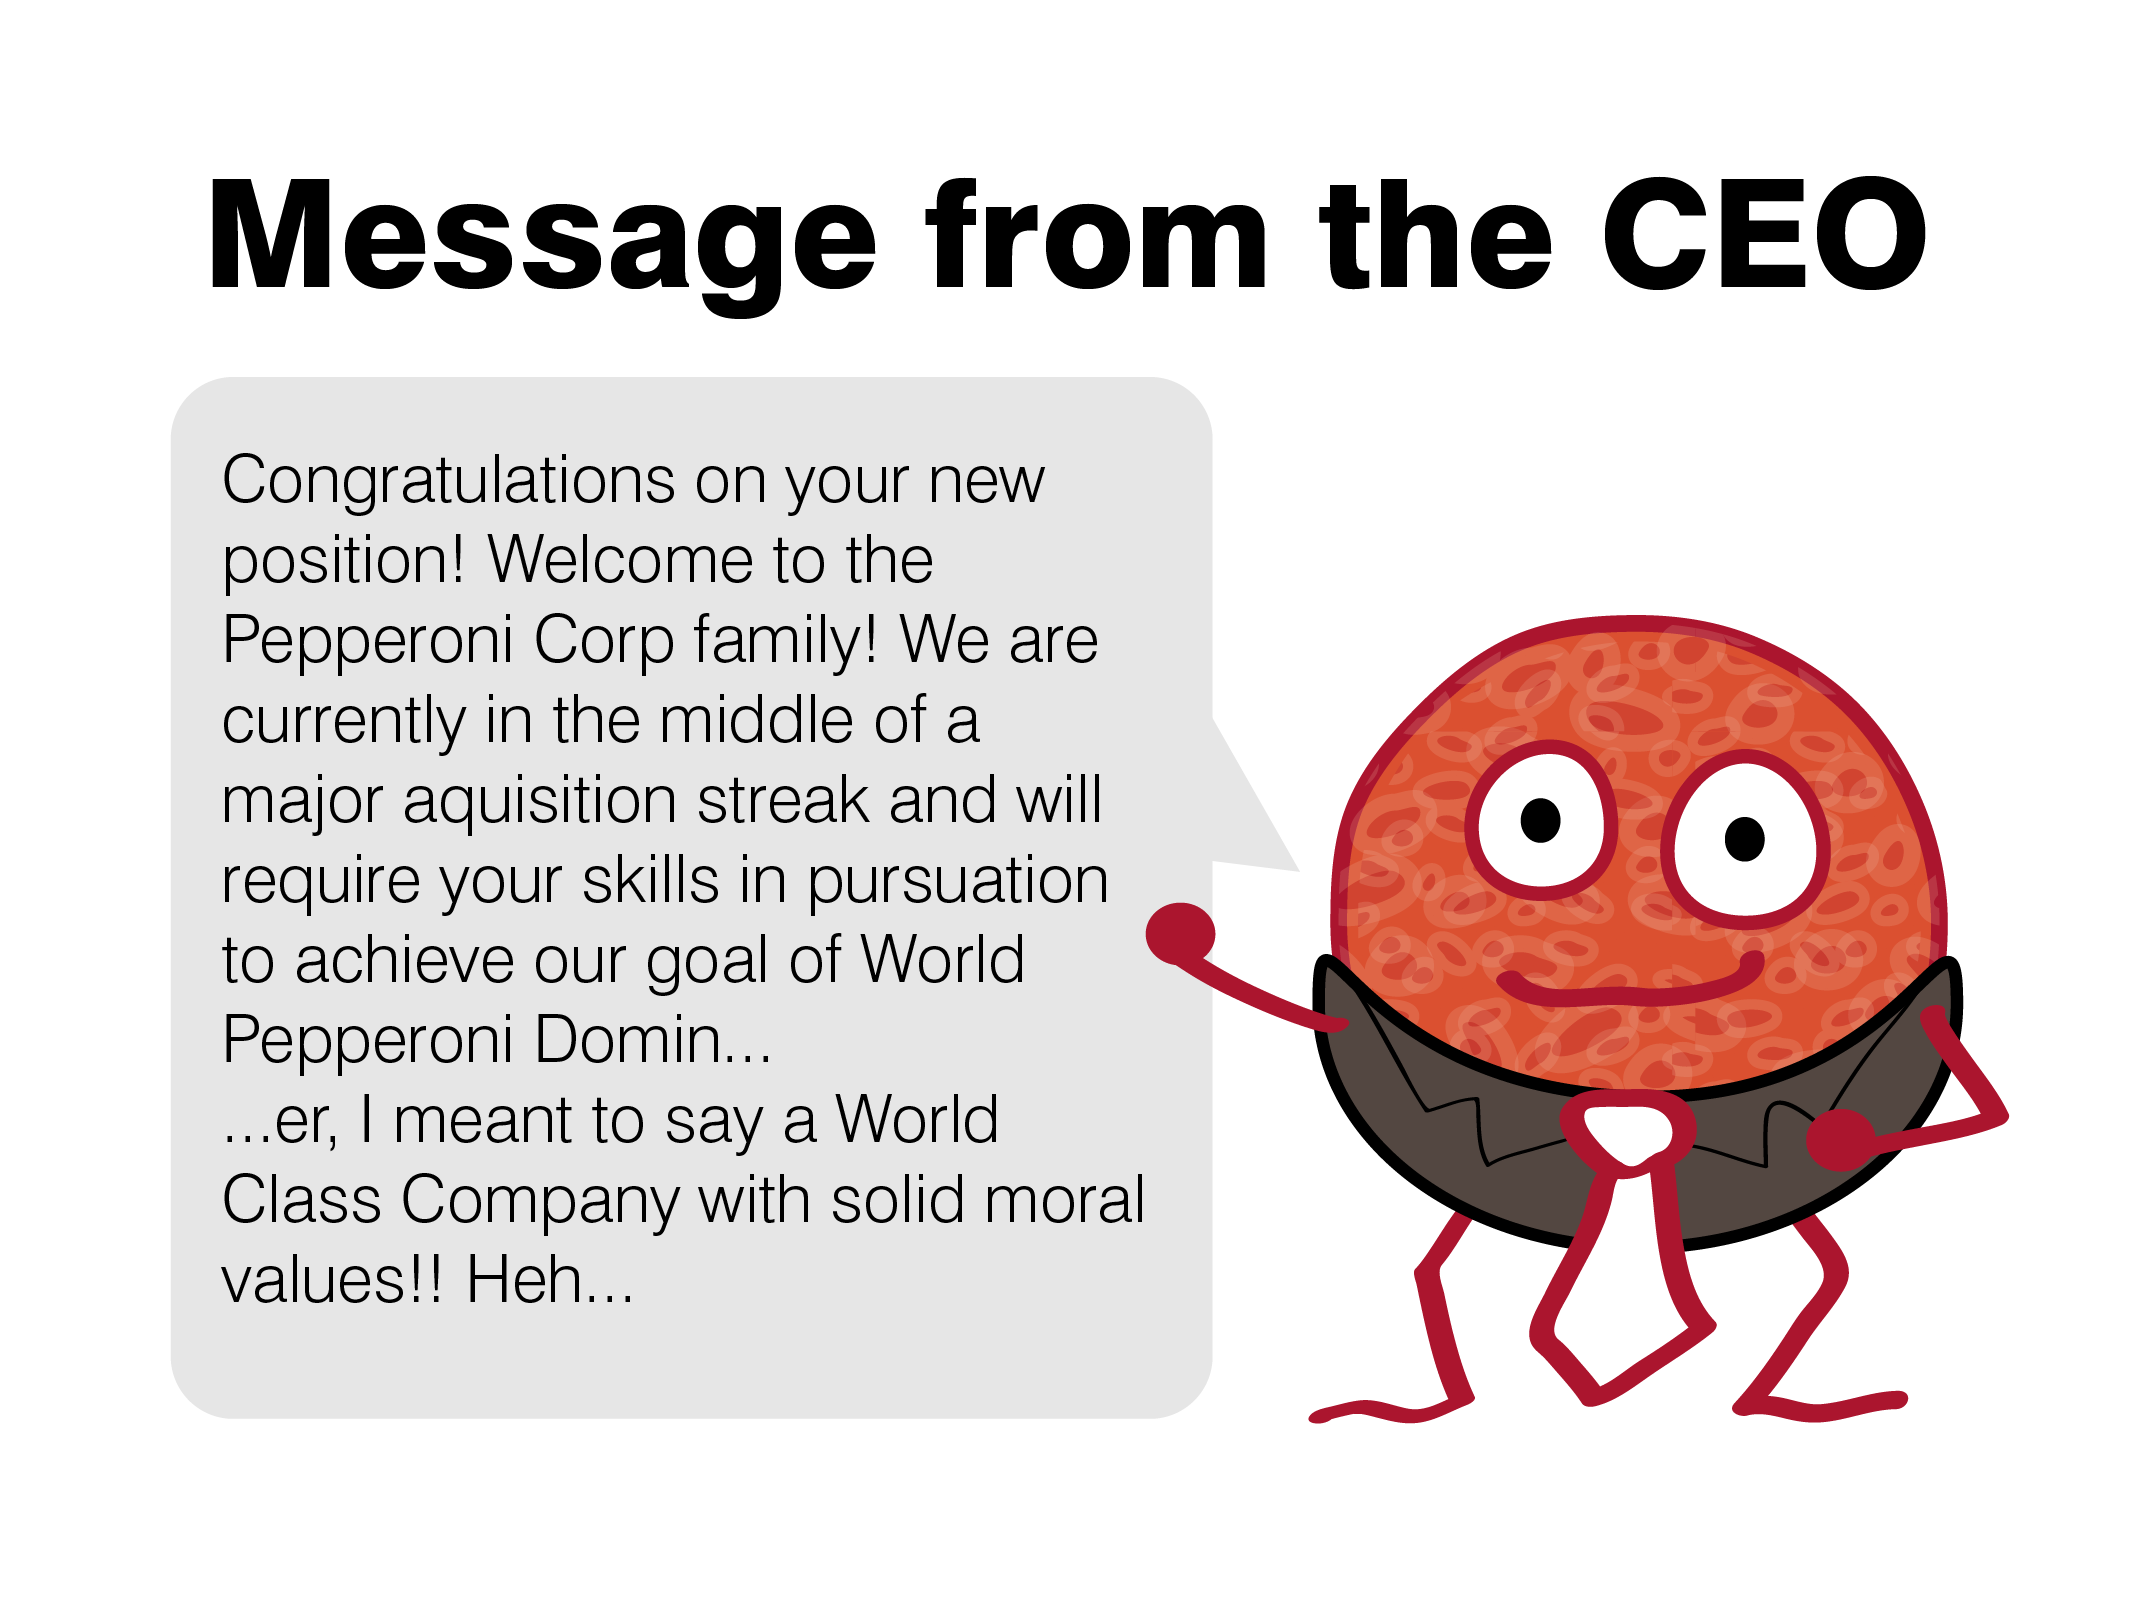 Message from the CEO
Congratulations on your new
position! Welcome to the
Pepperoni Corp family! We are
currently in the middle of a
major aquisition streak and will
require your skills in pursuation
to achieve our goal of World
Pepperoni Domin...
...er, I meant to say a World
Class Company with solid moral
values!! Heh...